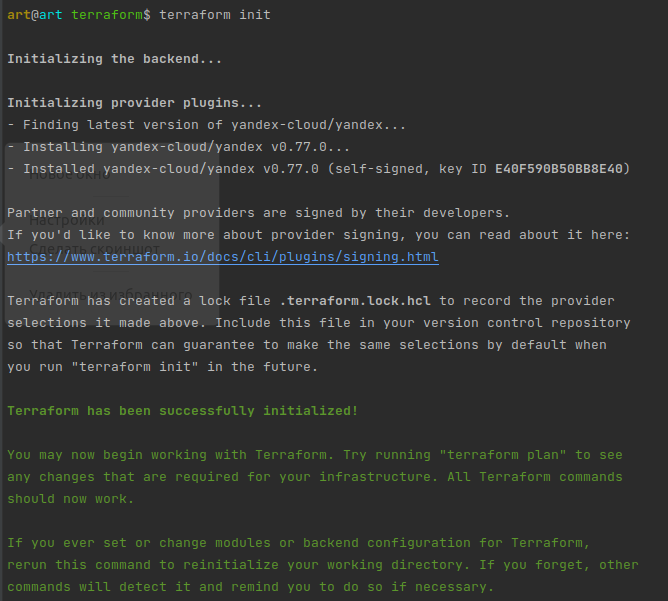 art@art terraform$ terraform init
Initializing the backend...
Initializing provider plugins...
- Finding latest version of yandex-cloud/yandex...
- Installing yandex-cloud/yandex v0.77.0...
- Installed yandex-cloud/yandex v0.77.0 (self-signed, key ID E40F590B50BB8E40)
Новое окно
Partner and community providers are signed by their developers.
Настройки
If you'd like to know more about provider signing, you can read about it here:
Сделать скриншот
https://www.terraform.io/docs/cli/plugins/signing.html
Удалить из избранного
Terraform has created a lock file .terraform.lock.hcl to record the provider
selections it made above. Include this file in your version control repository
so that Terraform can guarantee to make the same selections by default when
you run "terraform init" in the future.
Terraform has been successfully initialized!
You may now begin working with Terraform. Try running "terraform plan" to see
any changes that are required for your infrastructure. All Terraform commands
should now work.
If you ever set or change modules or backend configuration for Terraform,
rerun this command to reinitialize your working directory. If you forget, other
commands will detect it and remind you to do so if necessary.